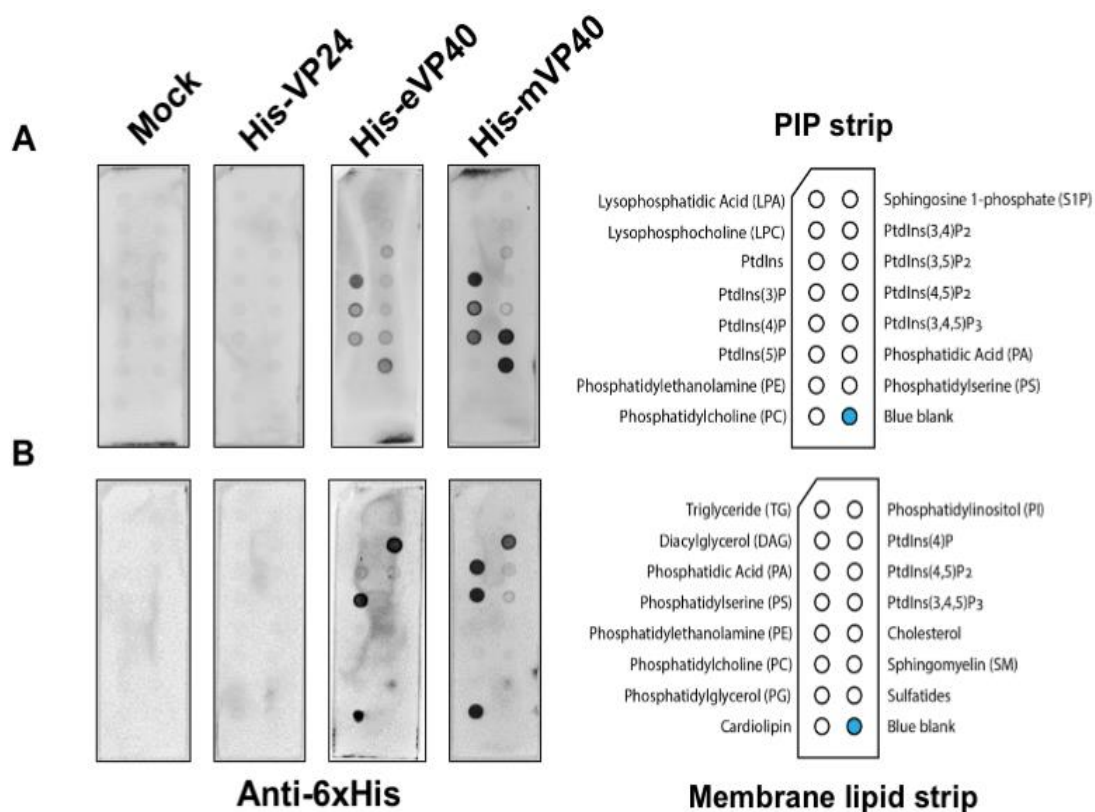 Mock
His-VP24
His-eVP40
His-mVP40
A
PIP strip
Lysophosphatidic Acid (LPA)
Sphingosine 1-phosphate (S1P)
Lysophosphocholine (LPC)
PtdIns(3,4)P2
PtdIns
PtdIns(3,5)P2
PtdIns(3)P
PtdIns(4,5)P2
PtdIns(4)P
PtdIns(3,4,5)P3
PtdIns(5)P
Phosphatidic Acid (PA)
Phosphatidylethanolamine (PE)
Phosphatidylserine (PS)
Phosphatidylcholine (PC)
Blue blank
B
Triglyceride (TG)
Phosphatidylinositol (PI)
Diacylglycerol (DAG)
PtdIns(4)P
Phosphatidic Acid (PA)
PtdIns(4,5)P2
Phosphatidylserine (PS)
PtdIns(3,4,5)P3
Phosphatidylethanolamine (PE)
Cholesterol
Phosphatidylcholine (PC)
Sphingomyelin (SM)
Phosphatidylglycerol (PG)
Sulfatides
Cardiolipin
Blue blank
Anti-6xHis
Membrane lipid strip